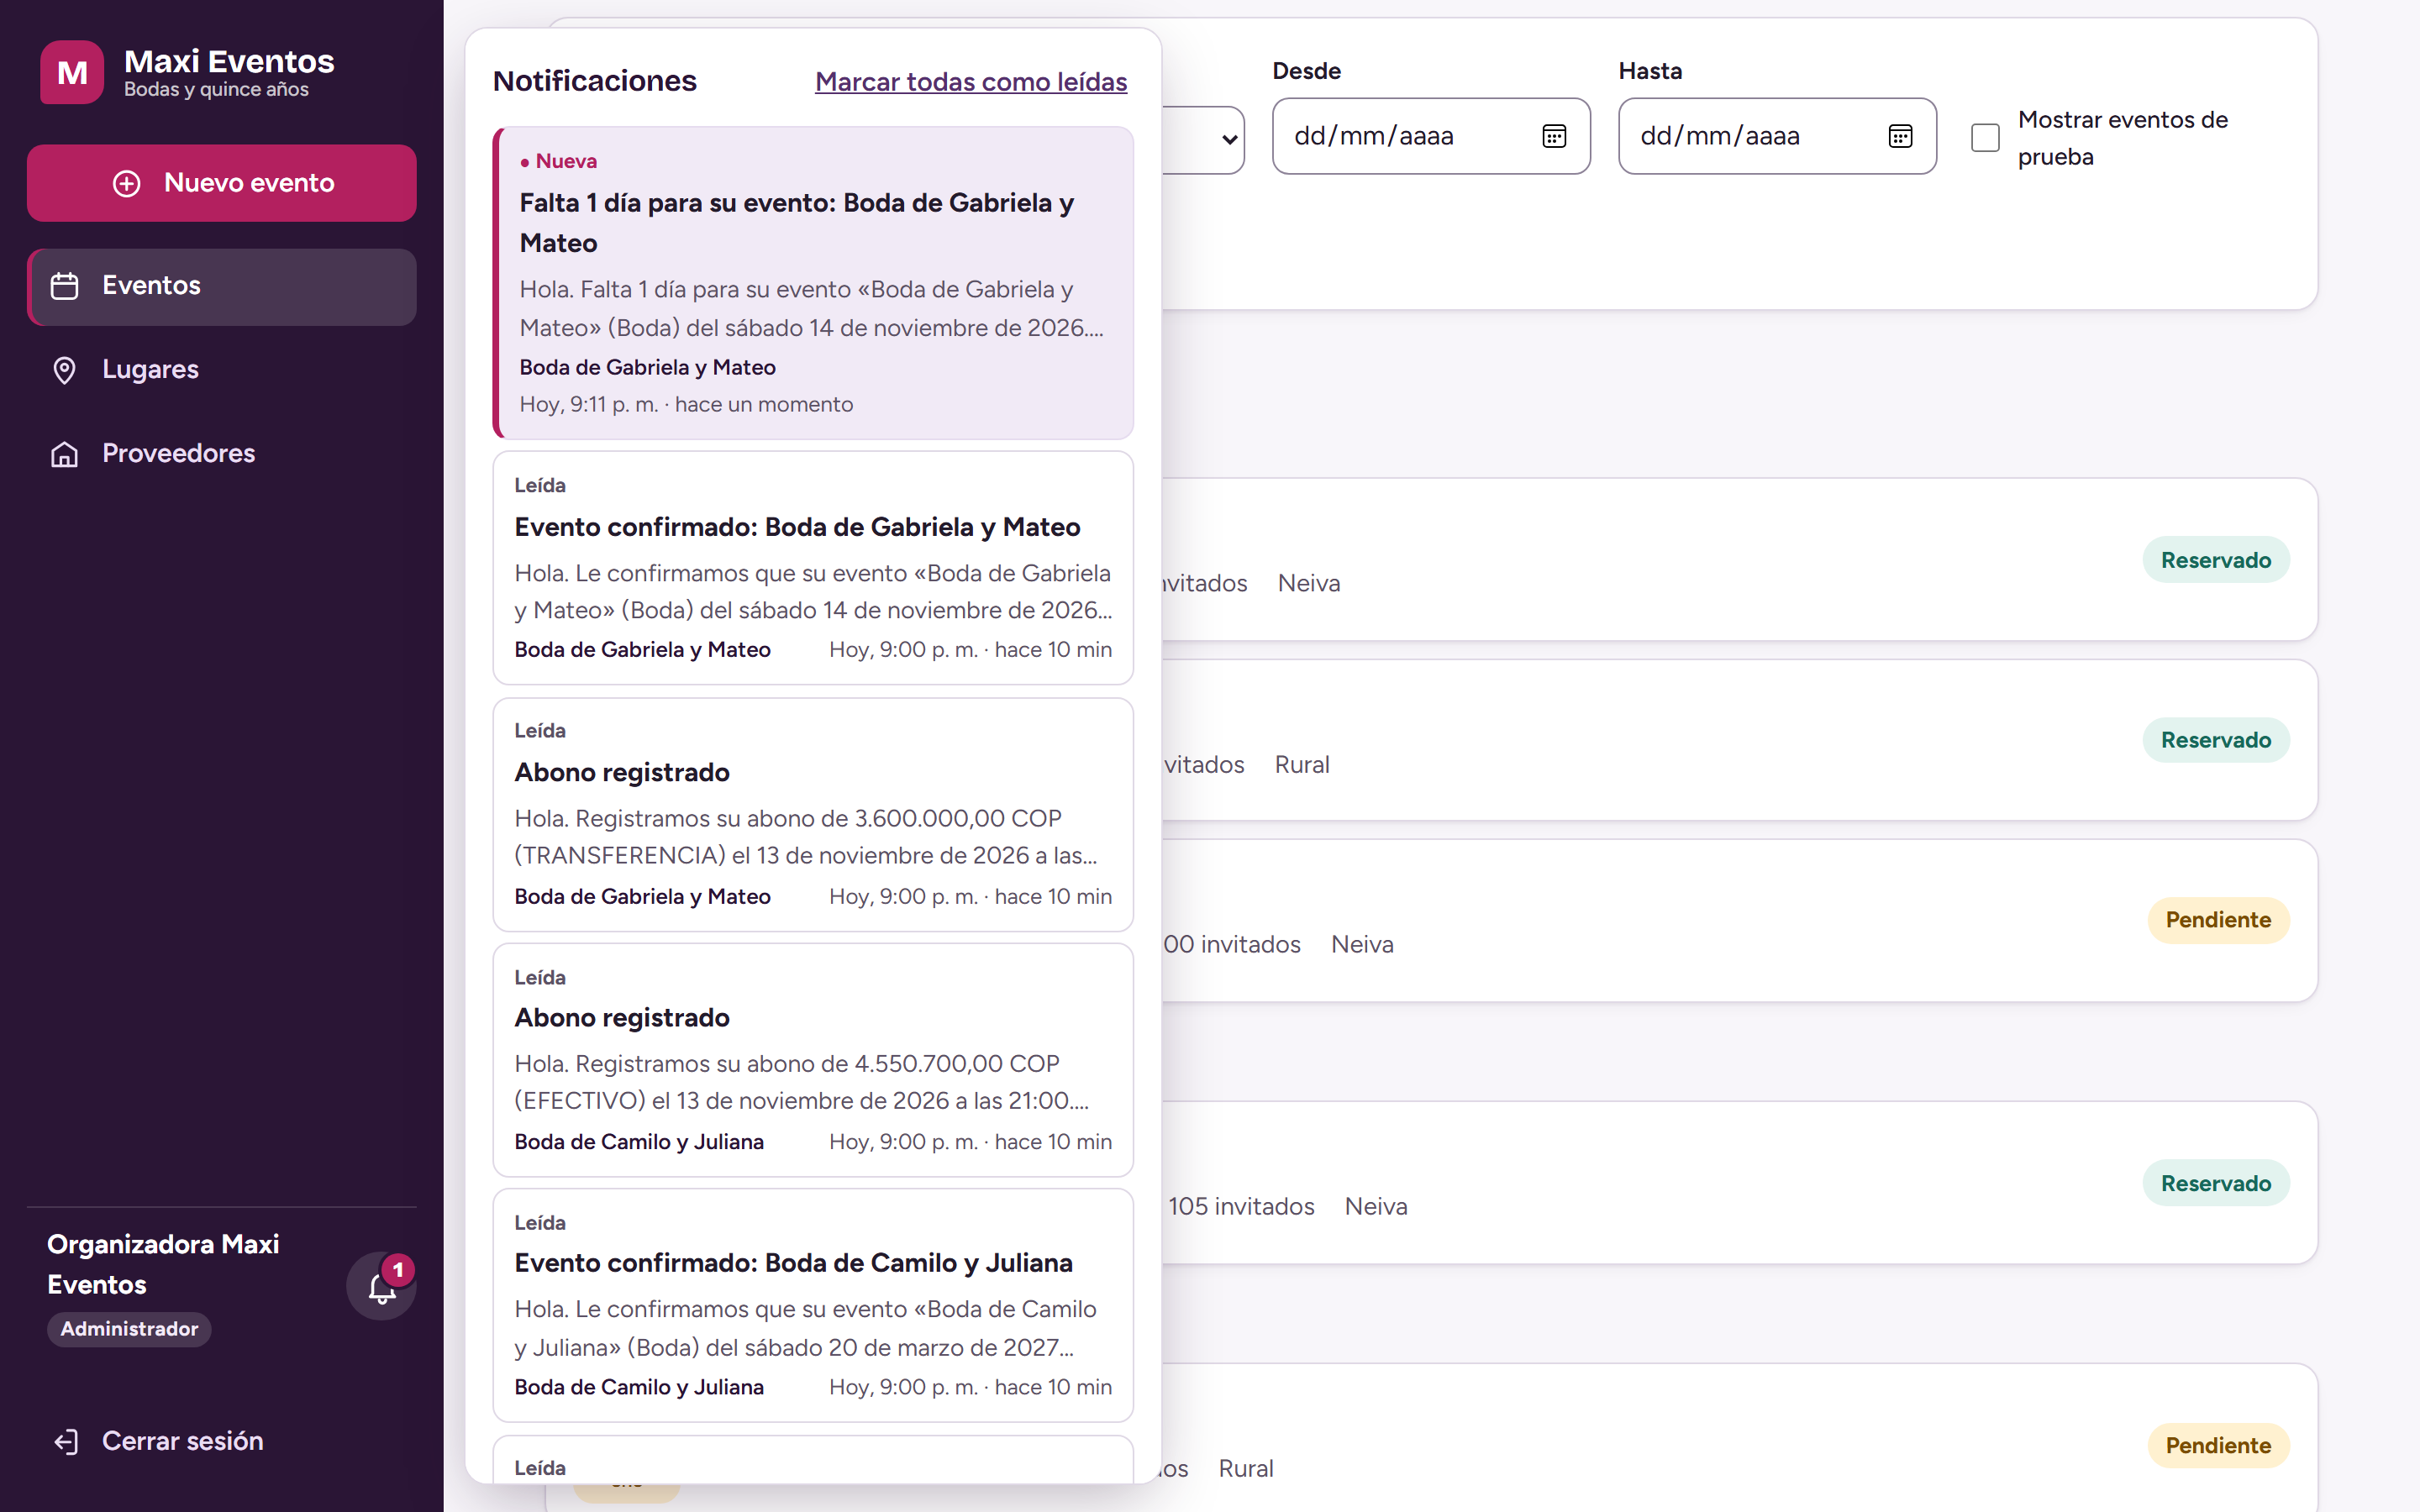 M
Maxi Eventos
Bodas y quince años
Nuevo evento
Eventos
Lugares
Proveedores
Organizadora Maxi
Eventos
Administrador
1
Cerrar sesión
Notificaciones
Marcar todas como leídas
• Nueva
Falta 1 día para su evento: Boda de Gabriela y
Mateo
Hola. Falta 1 día para su evento «Boda de Gabriela y
Mateo» (Boda) del sábado 14 de noviembre de 2026....
Boda de Gabriela y Mateo
Hoy, 9:11 p. m. · hace un momento
Leída
Evento confirmado: Boda de Gabriela y Mateo
Hola. Le confirmamos que su evento «Boda de Gabriela
y Mateo» (Boda) del sábado 14 de noviembre de 2026...
Boda de Gabriela y Mateo Hoy, 9:00 p. m. · hace 10 min
Leída
Abono registrado
Hola. Registramos su abono de 3.600.000,00 COP
(TRANSFERENCIA) el 13 de noviembre de 2026 a las...
Boda de Gabriela y Mateo Hoy, 9:00 p. m. · hace 10 min
Leída
Abono registrado
Hola. Registramos su abono de 4.550.700,00 COP
(EFECTIVO) el 13 de noviembre de 2026 a las 21:00....
Boda de Camilo y Juliana Hoy, 9:00 p. m. · hace 10 min
Leída
Evento confirmado: Boda de Camilo y Juliana
Hola. Le confirmamos que su evento «Boda de Camilo
y Juliana» (Boda) del sábado 20 de marzo de 2027...
Boda de Camilo y Juliana Hoy, 9:00 p. m. · hace 10 min
Leída
Desde
dd/mm/aaaa
Hasta
dd/mm/aaaa
Mostrar eventos de
prueba
Neiva
Reservado
Rural
Reservado
00 invitados Neiva
Pendiente
105 invitados Neiva
Reservado
Rural
Pendiente